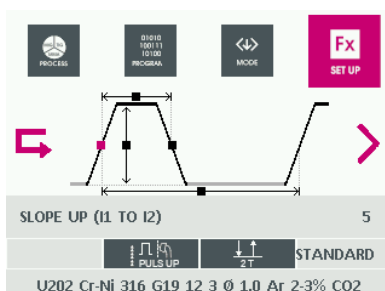 01010
100111
10100
Fx
PROCESS
PROGRAM
MODE
SET UP
SLOPE UP (I1 TO I2) 5
PULS UP
2T
STANDARD
U202 Cr-Ni 316 G19 12 3 Ø 1.0 Ar 2-3% CO2